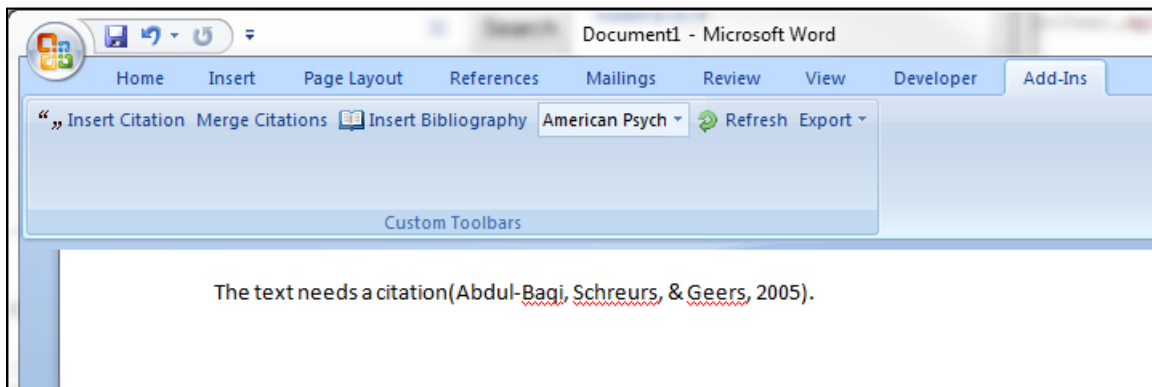 Search
Document1 - Microsoft Word
Home Insert Page Layout References Mailings Review View Developer Add-Ins
“ „ Insert Citation Merge Citations Insert Bibliography American Psych Refresh Export
Custom Toolbars
The text needs a citation(Abdul-Baqi, Schreurs, & Geers, 2005).